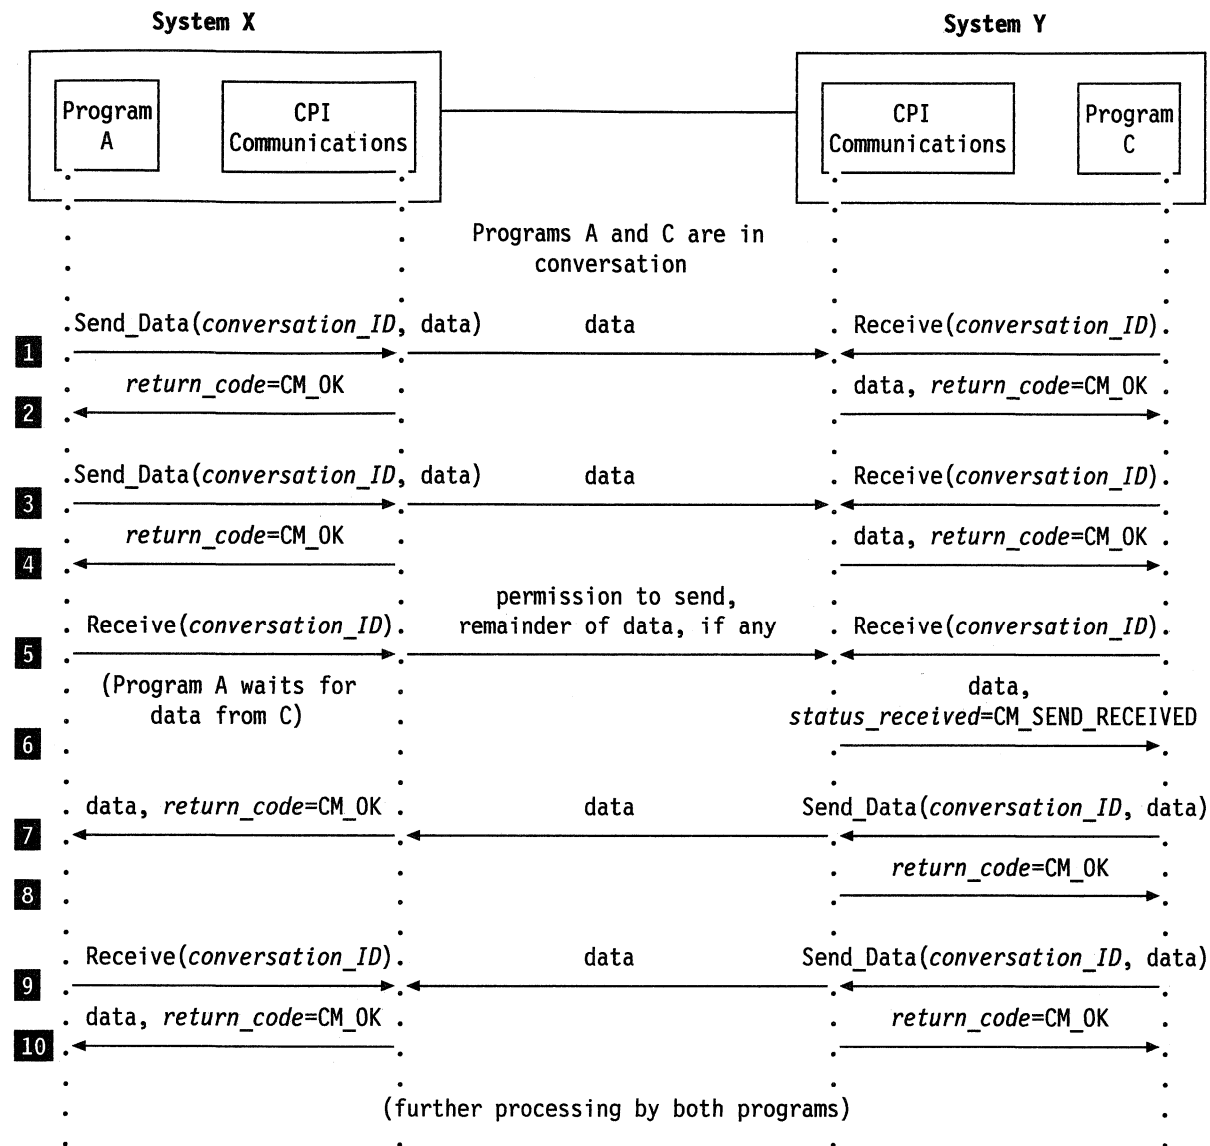 System X
System Y
Program
A
CPI
Communications
CPI
Communications
Program
C
Programs A and C are in
conversation
Send_Data(conversation_ID, data)
data
Receive(conversation_ID)
1
return_code=CM_OK
data, return_code=CM_OK
2
Send_Data(conversation_ID, data)
data
Receive(conversation_ID)
3
return_code=CM_OK
data, return_code=CM_OK
4
permission to send,
remainder of data, if any
Receive(conversation_ID)
Receive(conversation_ID)
5
(Program A waits for
data from C)
data,
status_received=CM_SEND_RECEIVED
6
data, return_code=CM_OK
data
Send_Data(conversation_ID, data)
7
return_code=CM_OK
8
Receive(conversation_ID)
data
Send_Data(conversation_ID, data)
9
data, return_code=CM_OK
return_code=CM_OK
10
(further processing by both programs)